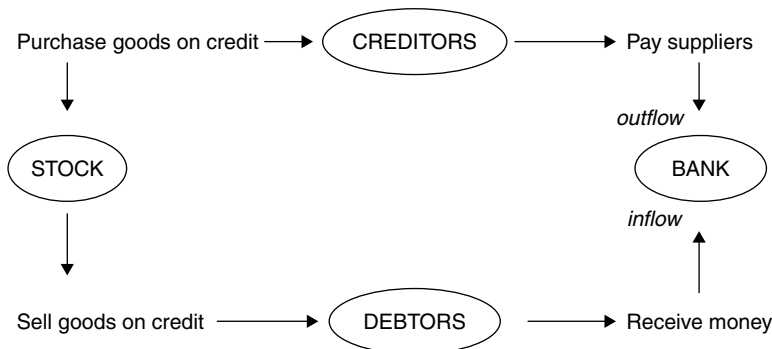 Purchase goods on credit
CREDITORS
Pay suppliers
outflow
STOCK
BANK
inflow
Sell goods on credit
DEBTORS
Receive money